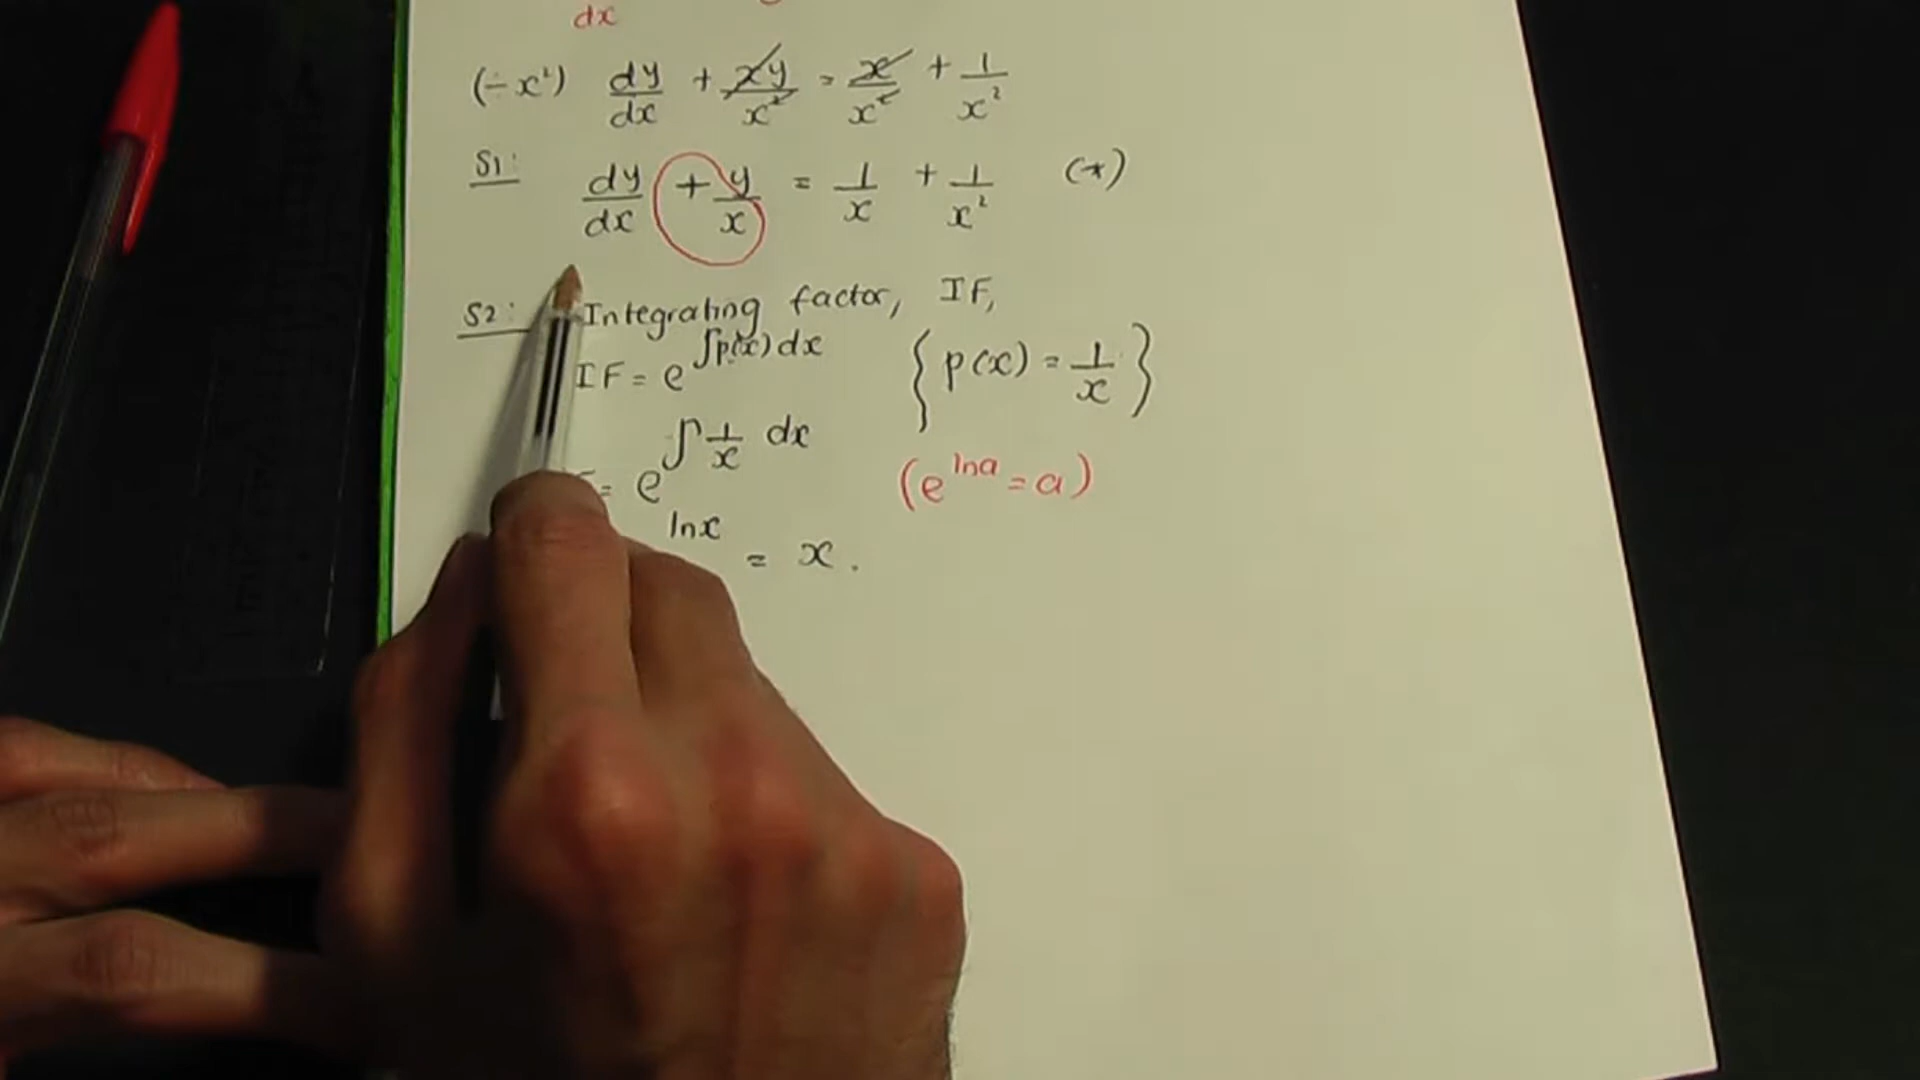 dx
(÷x²) dy/dx + xy/x² = x/x² + 1/x²
S1: dy/dx + y/x = 1/x + 1/x² (*)
S2: Integrating factor, IF,
IF = e^∫p(x)dx {p(x) = 1/x}
= e^∫1/x dx (e^lna = a)
lnx = x.